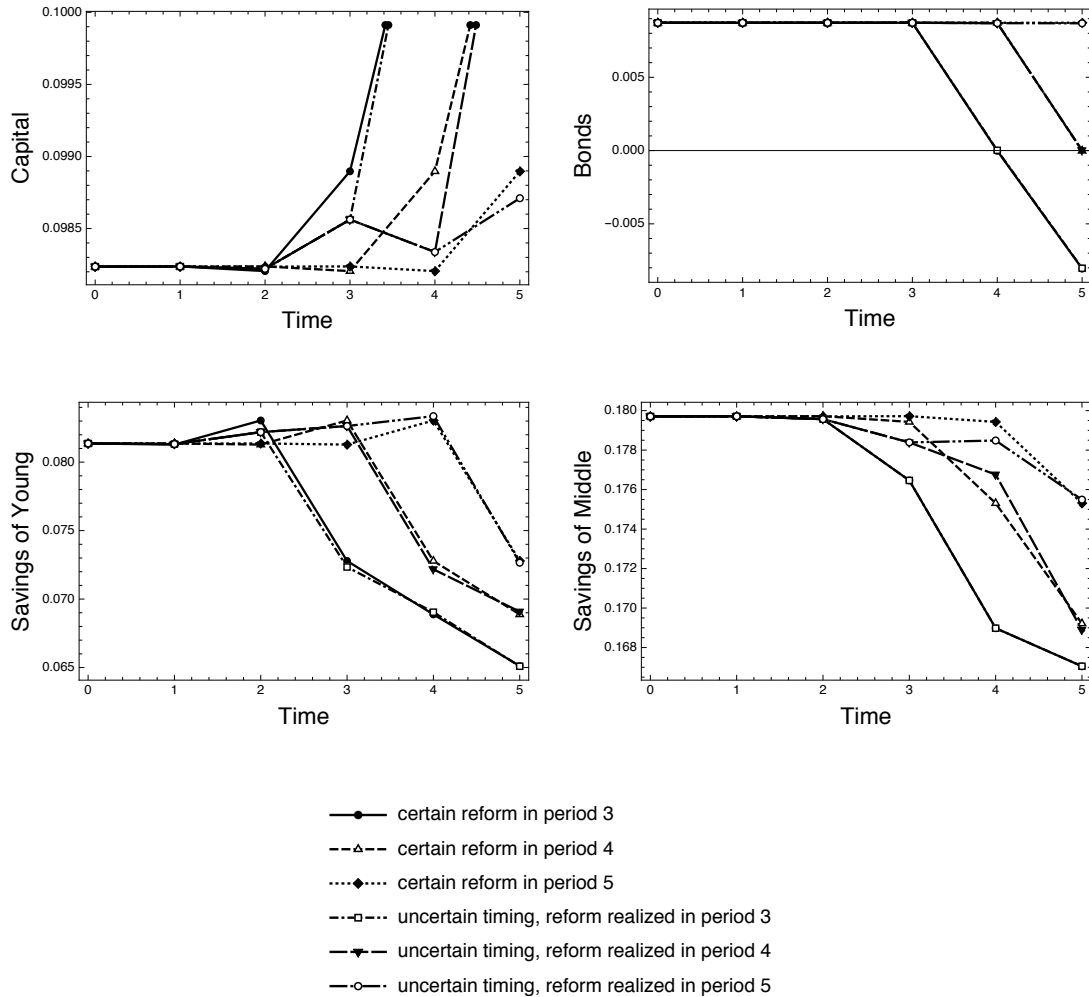 0.1000
0.0995
0.0990
0.0985
Capital
0 1 2 3 4 5
Time
0.005
0.000
−0.005
Bonds
0 1 2 3 4 5
Time
0.080
0.075
0.070
0.065
Savings of Young
0 1 2 3 4 5
Time
0.180
0.178
0.176
0.174
0.172
0.170
0.168
Savings of Middle
0 1 2 3 4 5
Time
certain reform in period 3
certain reform in period 4
certain reform in period 5
uncertain timing, reform realized in period 3
uncertain timing, reform realized in period 4
uncertain timing, reform realized in period 5